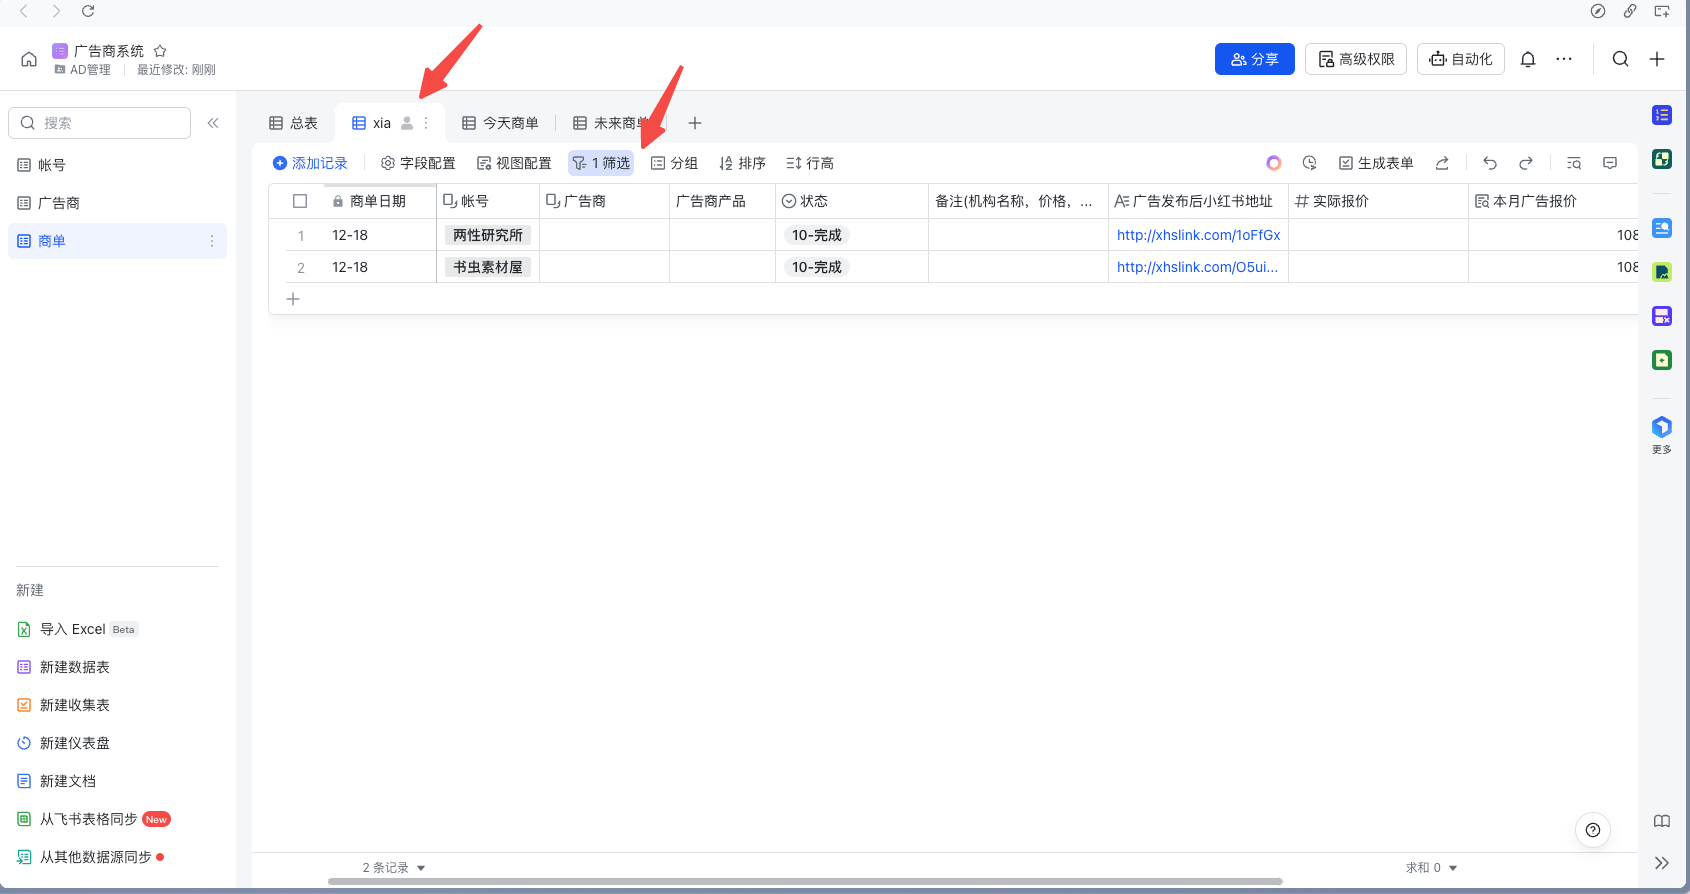 广告商系统
AD管理 最近修改: 刚刚
分享 高级权限 自动化
搜索
帐号
广告商
商单
总表 xia 今天商单 未来商单
添加记录 字段配置 视图配置 1 筛选 分组 排序 行高 生成表单
商单日期 帐号 广告商 广告商产品 状态 备注(机构名称，价格，... 广告发布后小红书地址 实际报价 本月广告报价
1 12-18 两性研究所 10-完成 http://xhslink.com/1oFfGx 108
2 12-18 书虫素材屋 10-完成 http://xhslink.com/O5ui... 108
更多
新建
导入 Excel Beta
新建数据表
新建收集表
新建仪表盘
新建文档
从飞书表格同步 New
从其他数据源同步
2 条记录 求和 0